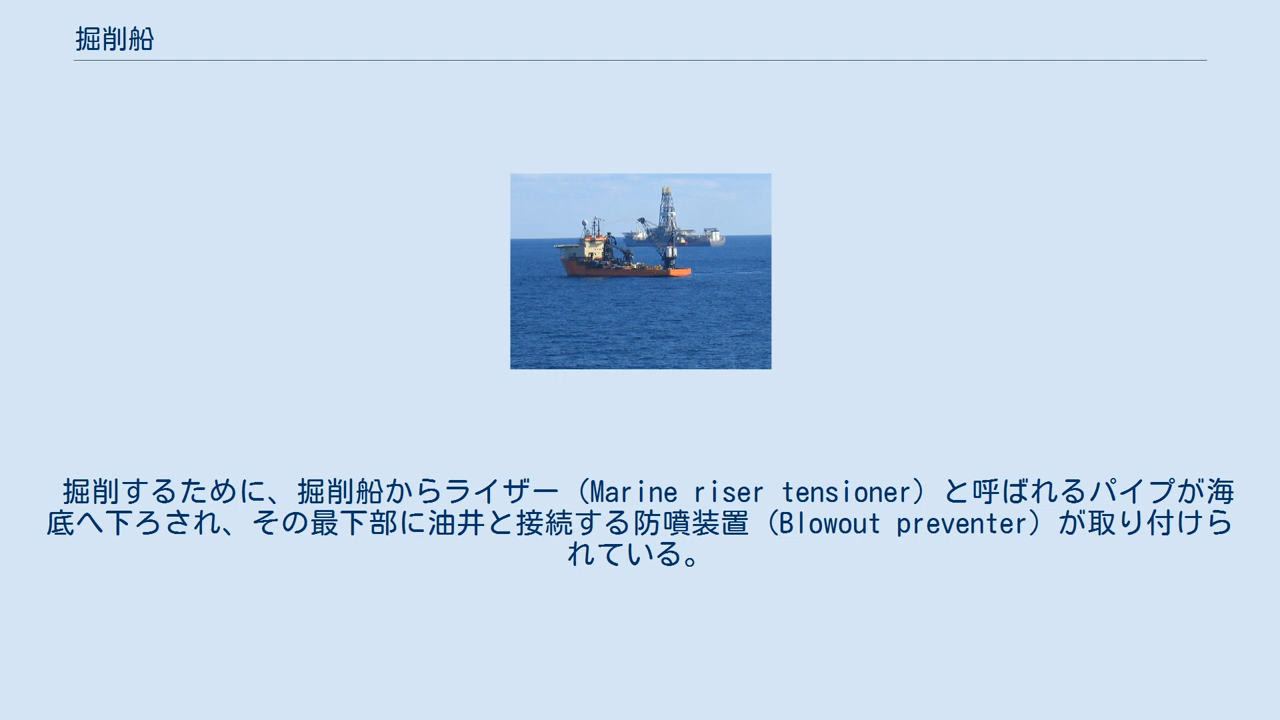 掘削船
掘削するために、掘削船からライザー（Marine riser tensioner）と呼ばれるパイプが海
底へ下ろされ、その最下部に油井と接続する防噴装置（Blowout preventer）が取り付けら
れている。